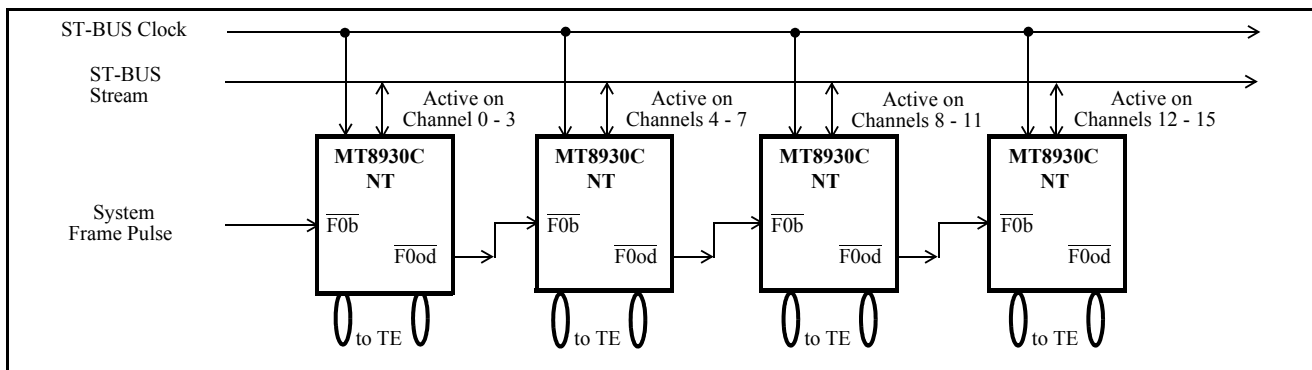 ST-BUS Clock
ST-BUS
Stream
Active on
Channel 0 - 3
Active on
Channels 4 - 7
Active on
Channels 8 - 11
Active on
Channels 12 - 15
MT8930C
NT
MT8930C
NT
MT8930C
NT
MT8930C
NT
System
Frame Pulse
F0b
F0od
F0b
F0od
F0b
F0od
F0b
F0od
to TE
to TE
to TE
to TE